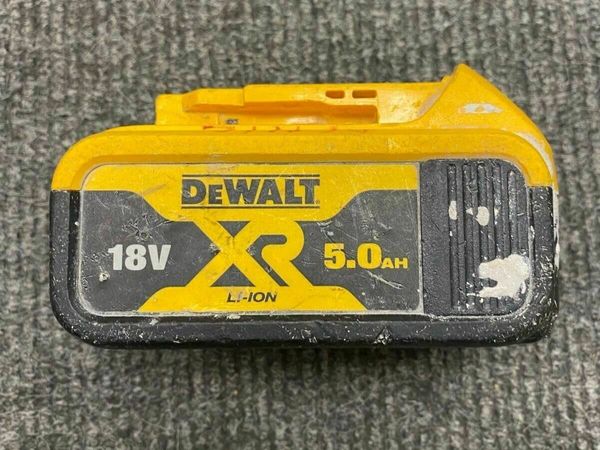 DEWALT
18V
XR
5.0AH
LI-ION